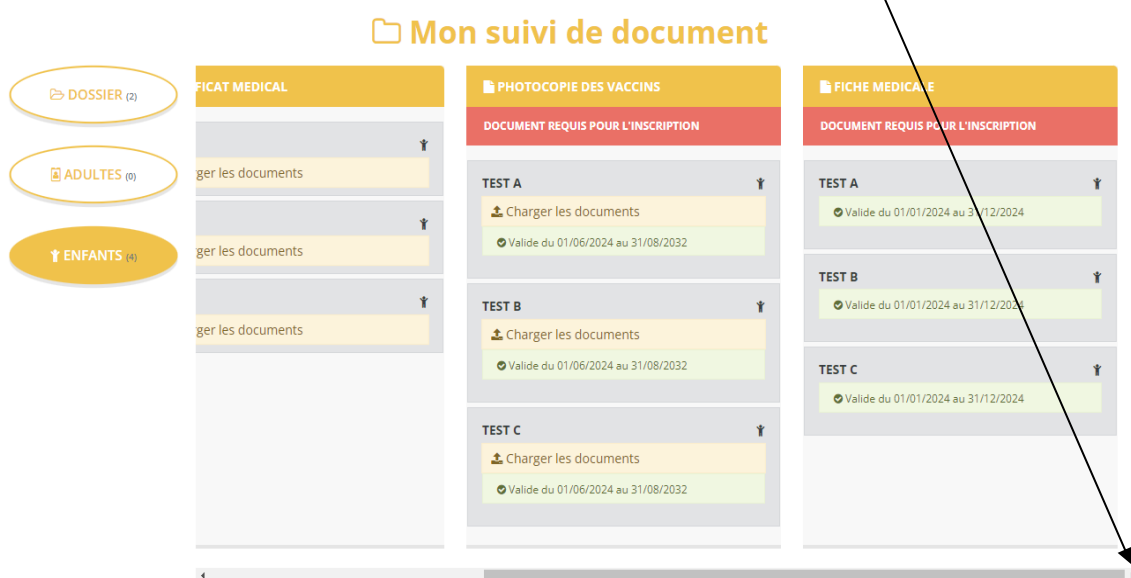 Mon suivi de document
DOSSIER (2)
ADULTES (0)
ENFANTS (4)
FICAT MEDICAL
ger les documents
ger les documents
ger les documents
PHOTOCOPIE DES VACCINS
DOCUMENT REQUIS POUR L'INSCRIPTION
TEST A
Charger les documents
Valide du 01/06/2024 au 31/08/2032
TEST B
Charger les documents
Valide du 01/06/2024 au 31/08/2032
TEST C
Charger les documents
Valide du 01/06/2024 au 31/08/2032
FICHE MEDICALE
DOCUMENT REQUIS POUR L'INSCRIPTION
TEST A
Valide du 01/01/2024 au 31/12/2024
TEST B
Valide du 01/01/2024 au 31/12/2024
TEST C
Valide du 01/01/2024 au 31/12/2024